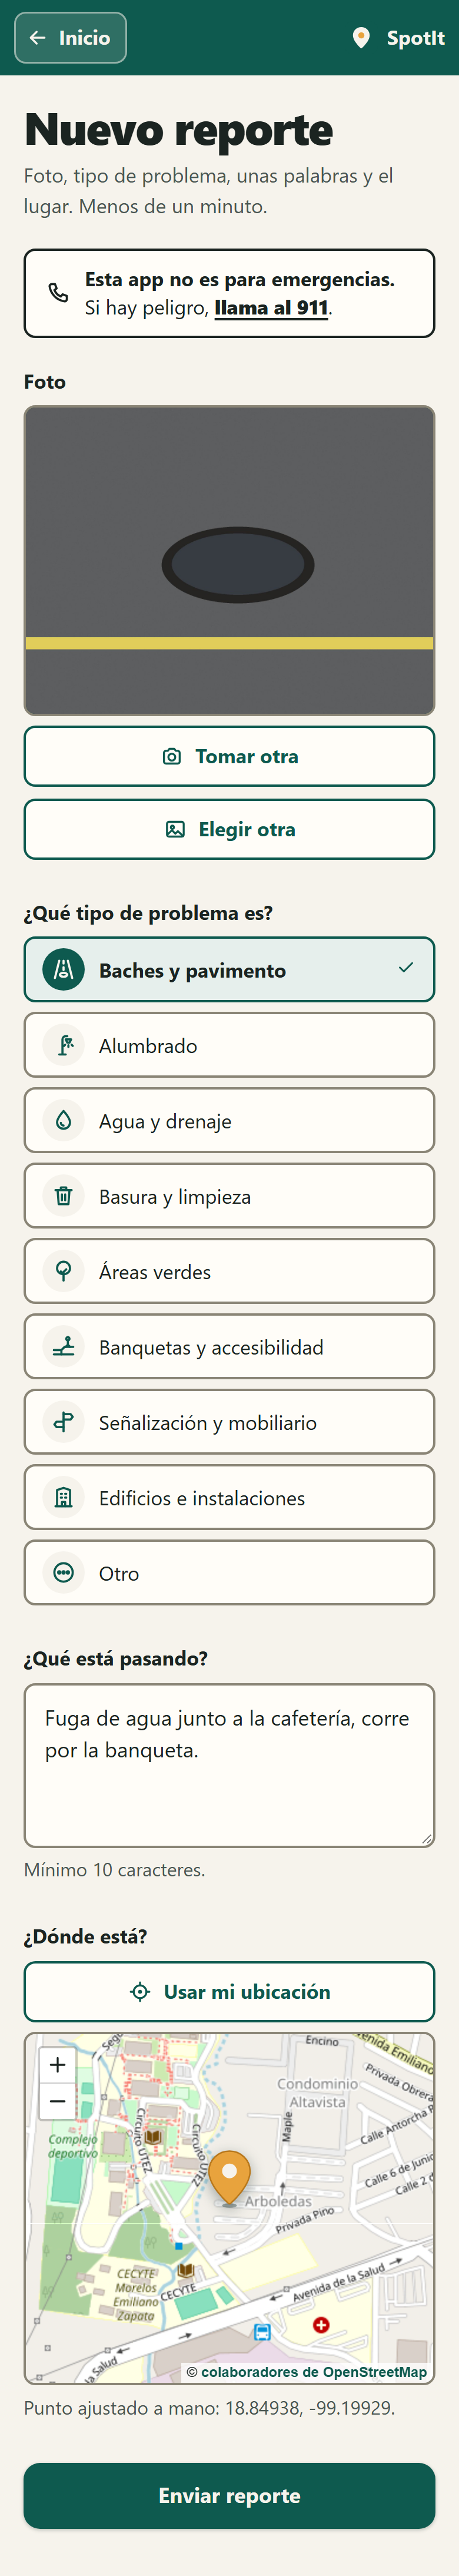 Inicio
SpotIt
Nuevo reporte
Foto, tipo de problema, unas palabras y el
lugar. Menos de un minuto.
Esta app no es para emergencias.
Si hay peligro, llama al 911.
Foto
Tomar otra
Elegir otra
¿Qué tipo de problema es?
Baches y pavimento
Alumbrado
Agua y drenaje
Basura y limpieza
Áreas verdes
Banquetas y accesibilidad
Señalización y mobiliario
Edificios e instalaciones
Otro
¿Qué está pasando?
Fuga de agua junto a la cafetería, corre
por la banqueta.
Mínimo 10 caracteres.
¿Dónde está?
Usar mi ubicación
+
−
Encino
Condominio
Altavista
Privada Obrera
Maple
Calle Antorcha
Complejo
deportivo
Circuito UTEZ
Circuito UTEZ
Calle 6 de Junio
Calle 2
Arboledas
Privada Pino
CECYTE
Morelos
Emiliano
Zapata
CECYTE
Avenida de la Salud
© colaboradores de OpenStreetMap
Punto ajustado a mano: 18.84938, -99.19929.
Enviar reporte